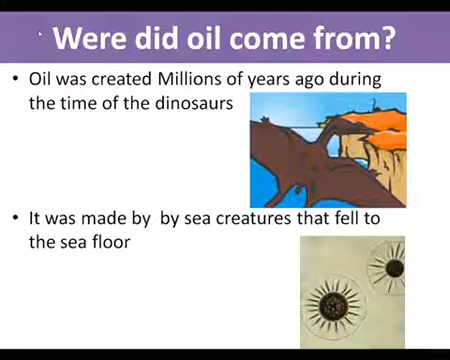 Were did oil come from?
• Oil was created Millions of years ago during
the time of the dinosaurs
• It was made by by sea creatures that fell to
the sea floor